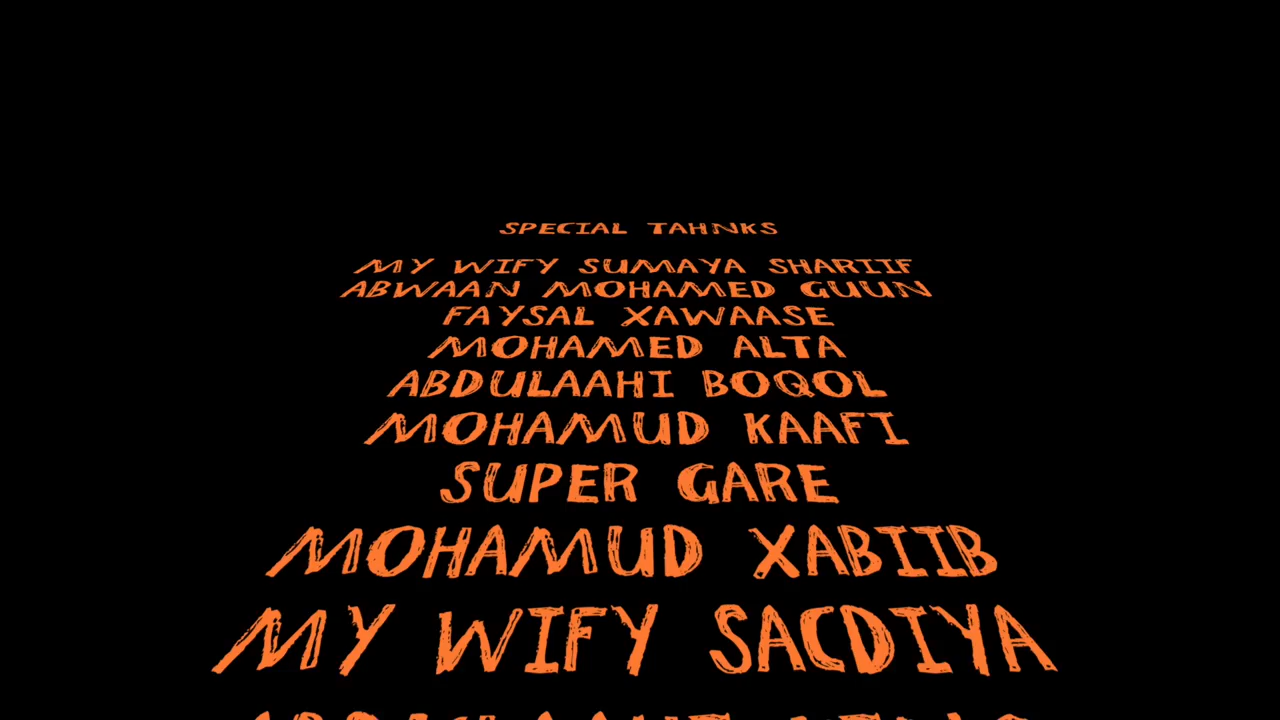 SPECIAL TAHNKS
MY WIFY SUMAYA SHARIIF
ABWAAN MOHAMED GUUN
FAYSAL XAWAASE
MOHAMED ALTA
ABDULAAHI BOQOL
MOHAMUD KAAFI
SUPER GARE
MOHAMUD XABIIB
MY WIFY SACDIYA